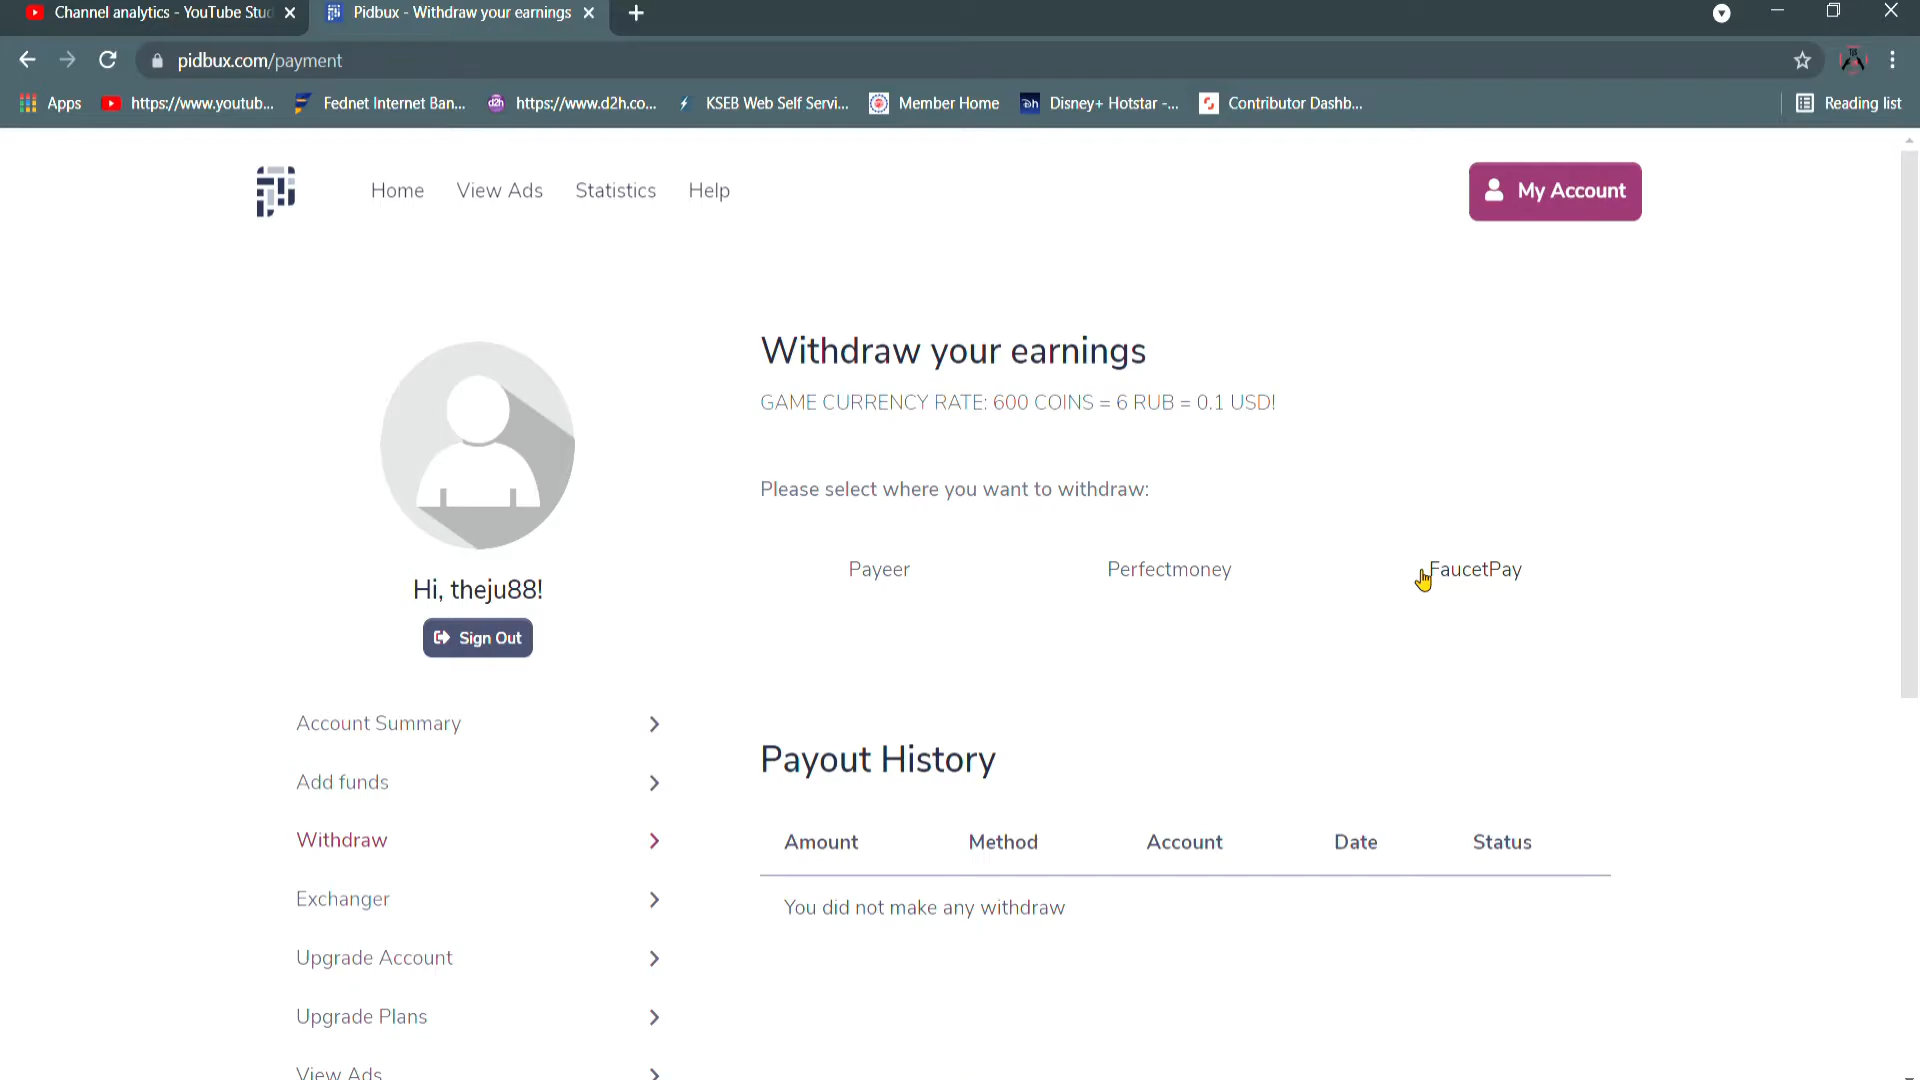 Channel analytics - YouTube Stud
Pidbux - Withdraw your earnings
pidbux.com/payment
Apps
https://www.youtub...
Fednet Internet Ban...
d2h
https://www.d2h.co...
KSEB Web Self Servi...
Member Home
Disney+ Hotstar -...
Contributor Dashb...
Reading list
Home
View Ads
Statistics
Help
My Account
Withdraw your earnings
GAME CURRENCY RATE: 600 COINS = 6 RUB = 0.1 USD!
Please select where you want to withdraw:
Payeer
Perfectmoney
FaucetPay
Hi, theju88!
Sign Out
Account Summary
Add funds
Withdraw
Exchanger
Upgrade Account
Upgrade Plans
View Ads
Payout History
Amount Method Account Date Status
You did not make any withdraw